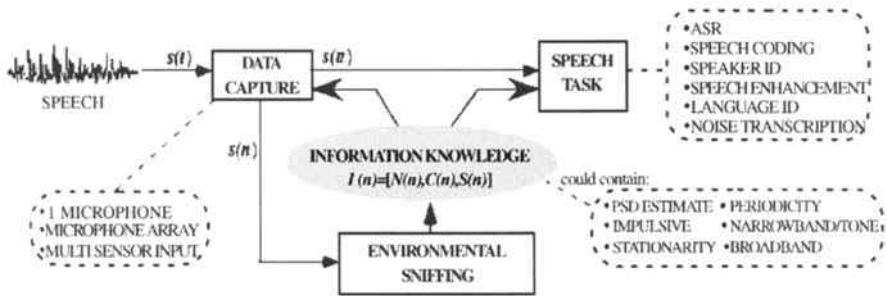 s(t)
SPEECH
DATA
CAPTURE
s(n)
SPEECH
TASK
•ASR
•SPEECH CODING
•SPEAKER ID
•SPEECH ENHANCEMENT
•LANGUAGE ID
•NOISE TRANSCRIPTION
s(n)
INFORMATION KNOWLEDGE
I (n)=[N(n),C(n),S(n)]
could contain:
•1 MICROPHONE
•MICROPHONE ARRAY
•MULTI SENSOR INPUT
ENVIRONMENTAL
SNIFFING
•PSD ESTIMATE •PERIODICITY
•IMPULSIVE •NARROWBAND/TONE
•STATIONARITY •BROADBAND